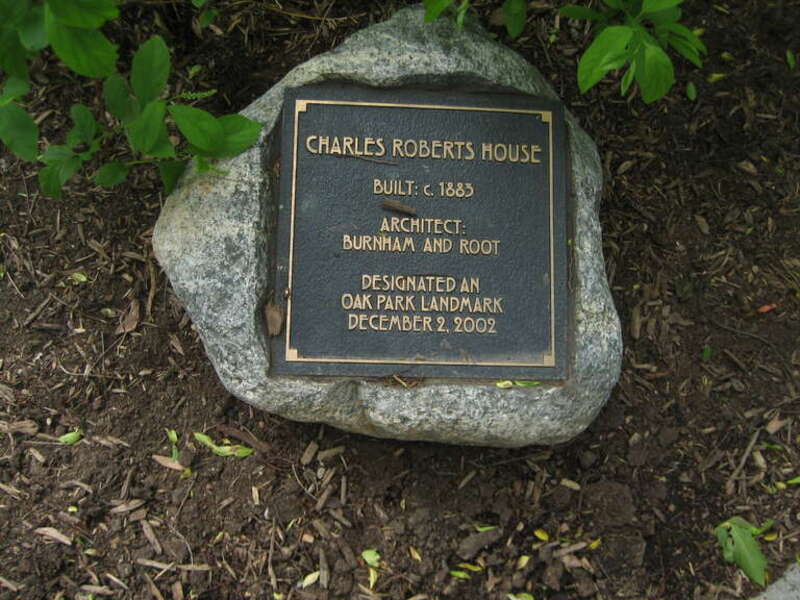 CHARLES ROBERTS HOUSE
BUILT: c. 1883
ARCHITECT:
BURNHAM AND ROOT
DESIGNATED AN
OAK PARK LANDMARK
DECEMBER 2, 2002